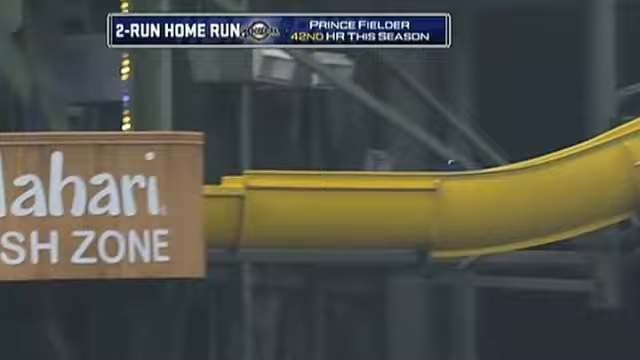 2-RUN HOME RUN
PRINCE FIELDER
42ND HR THIS SEASON
lahari
SH ZONE